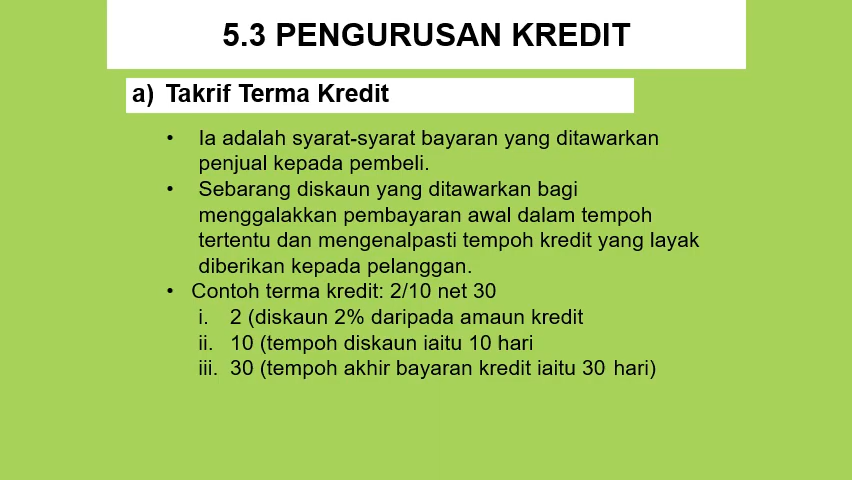 5.3 PENGURUSAN KREDIT
a) Takrif Terma Kredit
• Ia adalah syarat-syarat bayaran yang ditawarkan
penjual kepada pembeli.
• Sebarang diskaun yang ditawarkan bagi
menggalakkan pembayaran awal dalam tempoh
tertentu dan mengenalpasti tempoh kredit yang layak
diberikan kepada pelanggan.
• Contoh terma kredit: 2/10 net 30
i. 2 (diskaun 2% daripada amaun kredit
ii. 10 (tempoh diskaun iaitu 10 hari
iii. 30 (tempoh akhir bayaran kredit iaitu 30 hari)